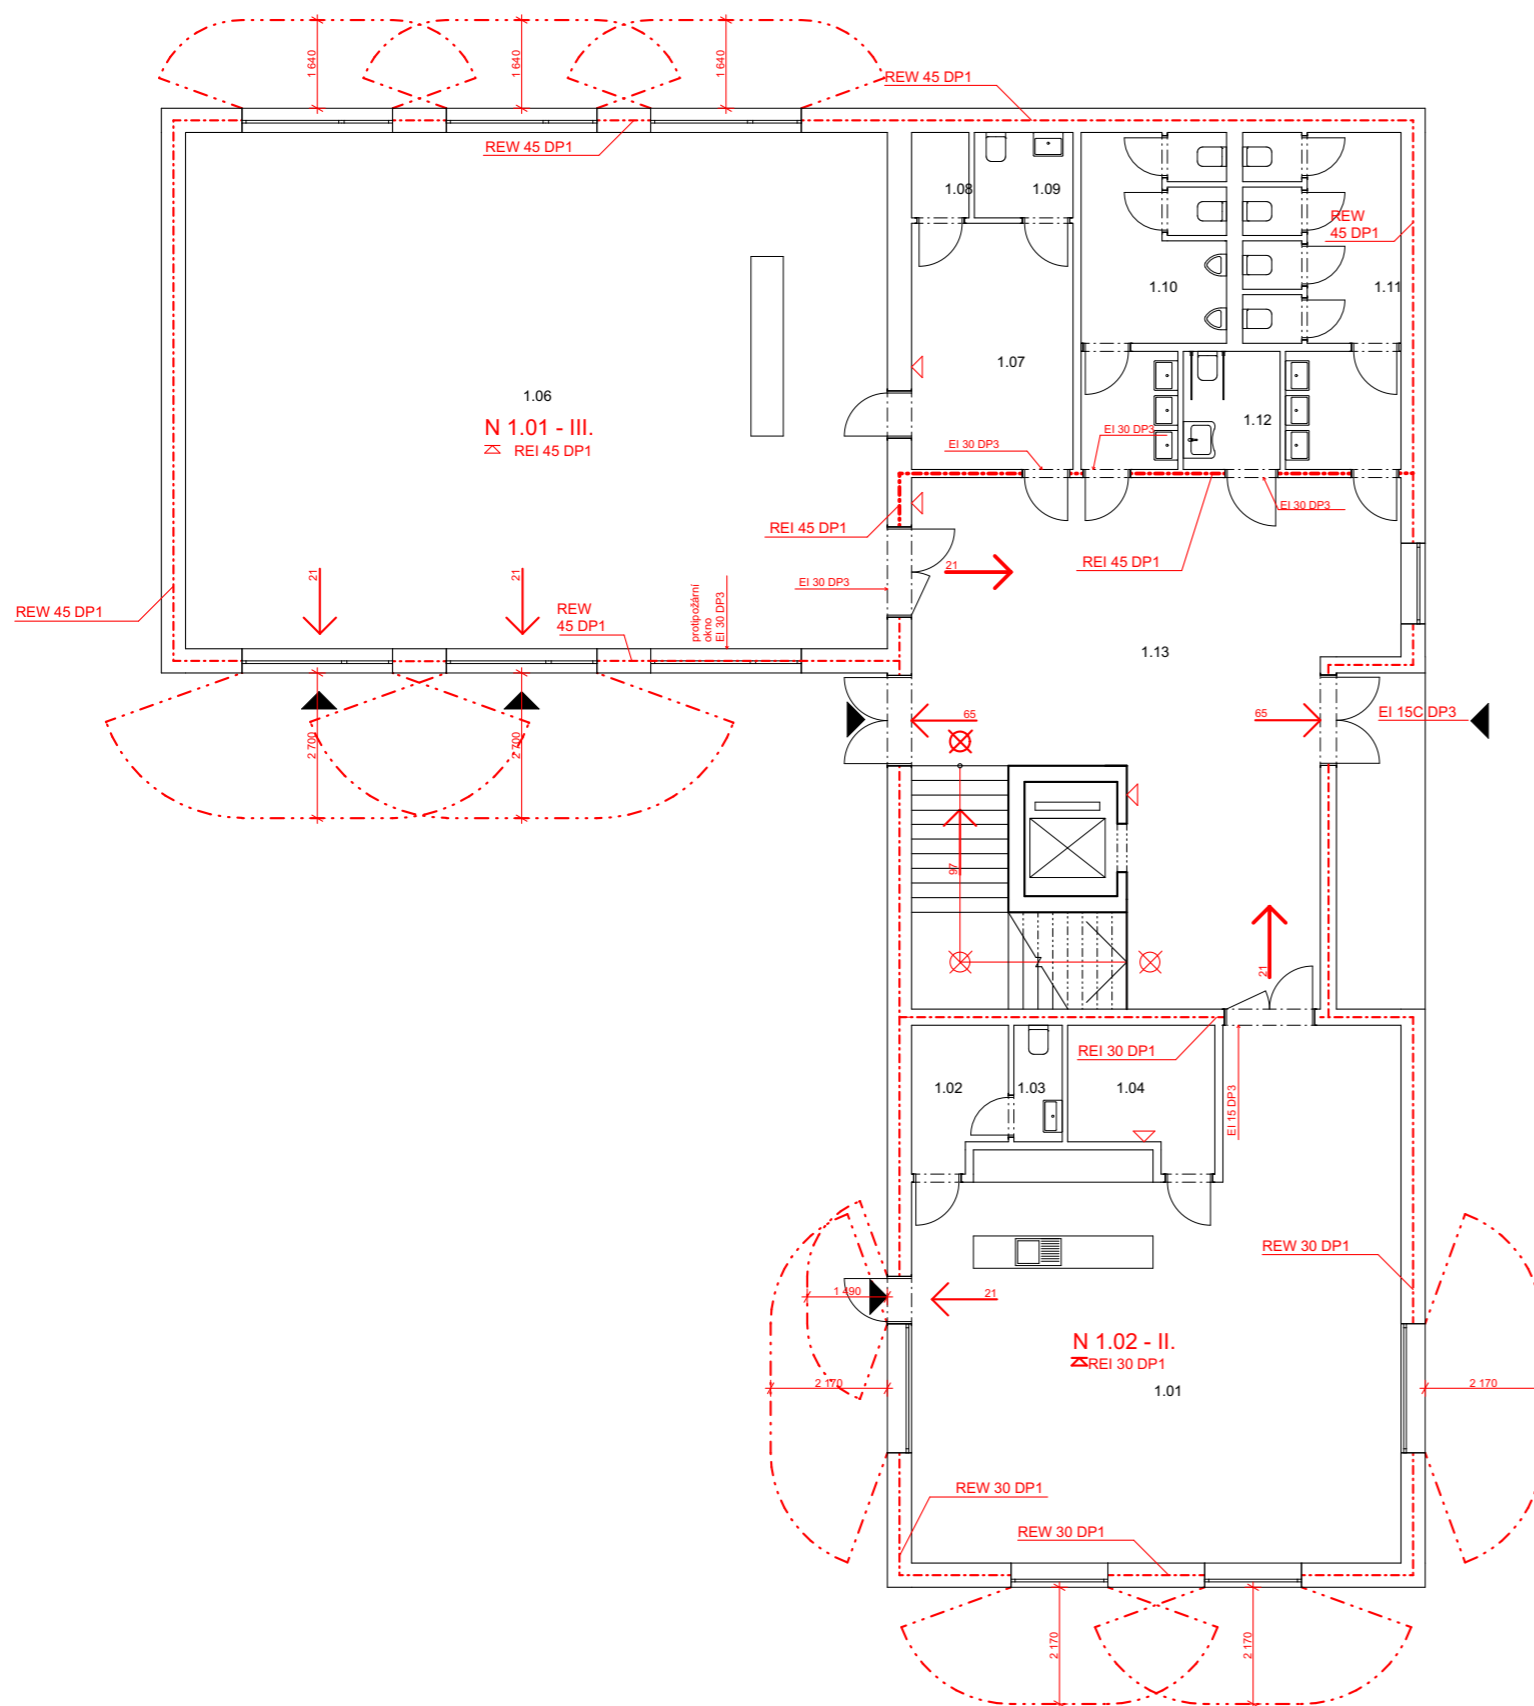 1 640
1 640
1 640
REW 45 DP1
REW 45 DP1
1.08
1.09
REW
45 DP1
1.10
1.11
1.07
1.06
N 1.01 - III.
REI 45 DP1
1.12
EI 30 DP3
EI 30 DP3
EI 30 DP3
REI 45 DP1
REI 45 DP1
21
21
21
EI 30 DP3
protipožární
okno
EI 30 DP3
REW 45 DP1
REW
45 DP1
1.13
65
65
EI 15C DP3
2 700
2 700
97
21
REI 30 DP1
1.02
1.03
1.04
EI 15 DP3
REW 30 DP1
1 490
21
N 1.02 - II.
REI 30 DP1
1.01
2 170
2 170
REW 30 DP1
REW 30 DP1
2 170
2 170